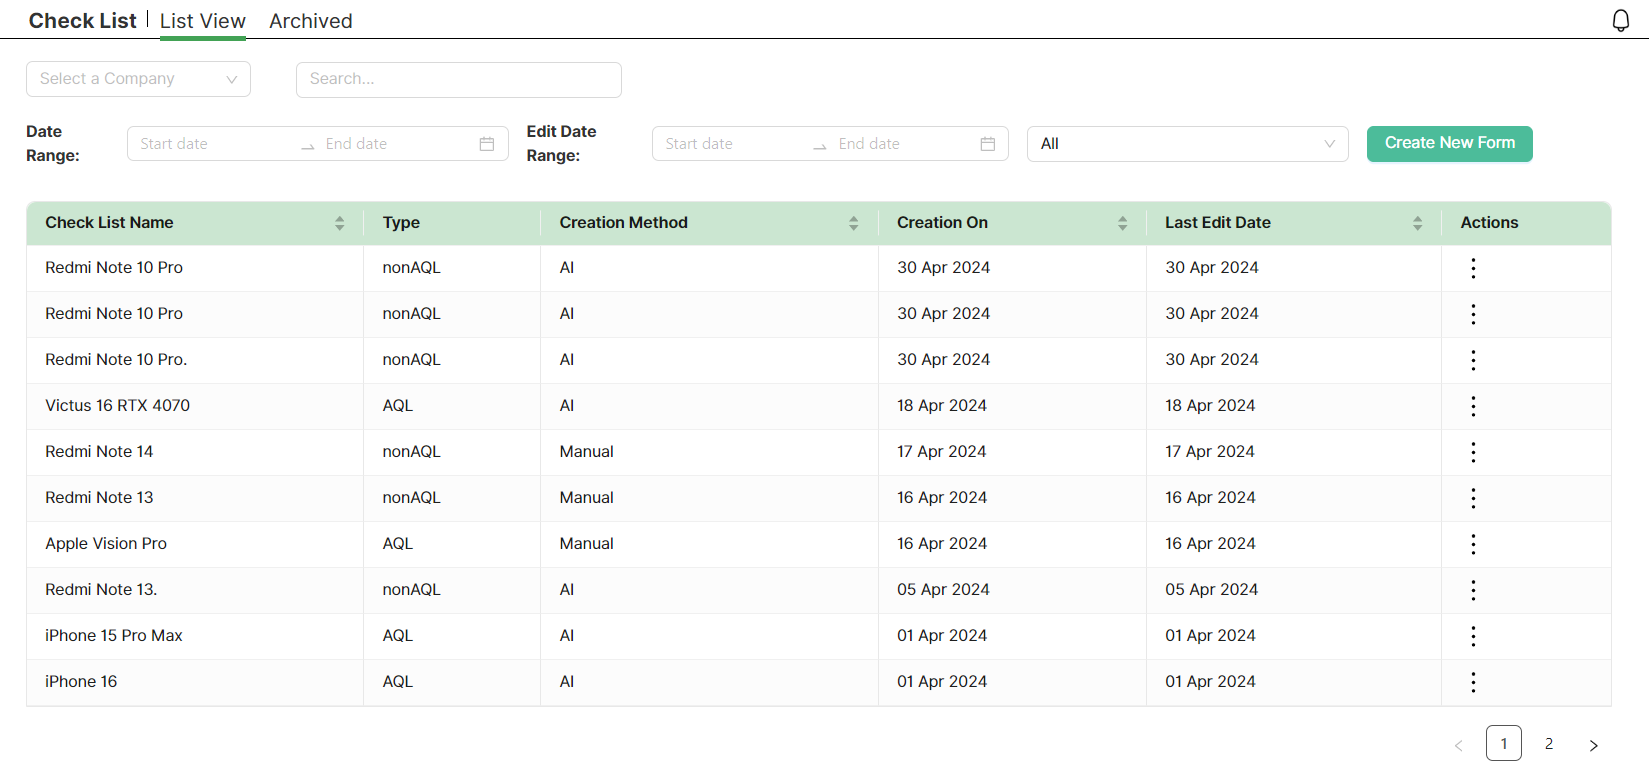 Check List | List View Archived
Select a Company Search...
Date Range: Start date End date Edit Date Range: Start date End date All Create New Form
Check List Name Type Creation Method Creation On Last Edit Date Actions
Redmi Note 10 Pro nonAQL AI 30 Apr 2024 30 Apr 2024
Redmi Note 10 Pro nonAQL AI 30 Apr 2024 30 Apr 2024
Redmi Note 10 Pro. nonAQL AI 30 Apr 2024 30 Apr 2024
Victus 16 RTX 4070 AQL AI 18 Apr 2024 18 Apr 2024
Redmi Note 14 nonAQL Manual 17 Apr 2024 17 Apr 2024
Redmi Note 13 nonAQL Manual 16 Apr 2024 16 Apr 2024
Apple Vision Pro AQL Manual 16 Apr 2024 16 Apr 2024
Redmi Note 13. nonAQL AI 05 Apr 2024 05 Apr 2024
iPhone 15 Pro Max AQL AI 01 Apr 2024 01 Apr 2024
iPhone 16 AQL AI 01 Apr 2024 01 Apr 2024
< 1 2 >